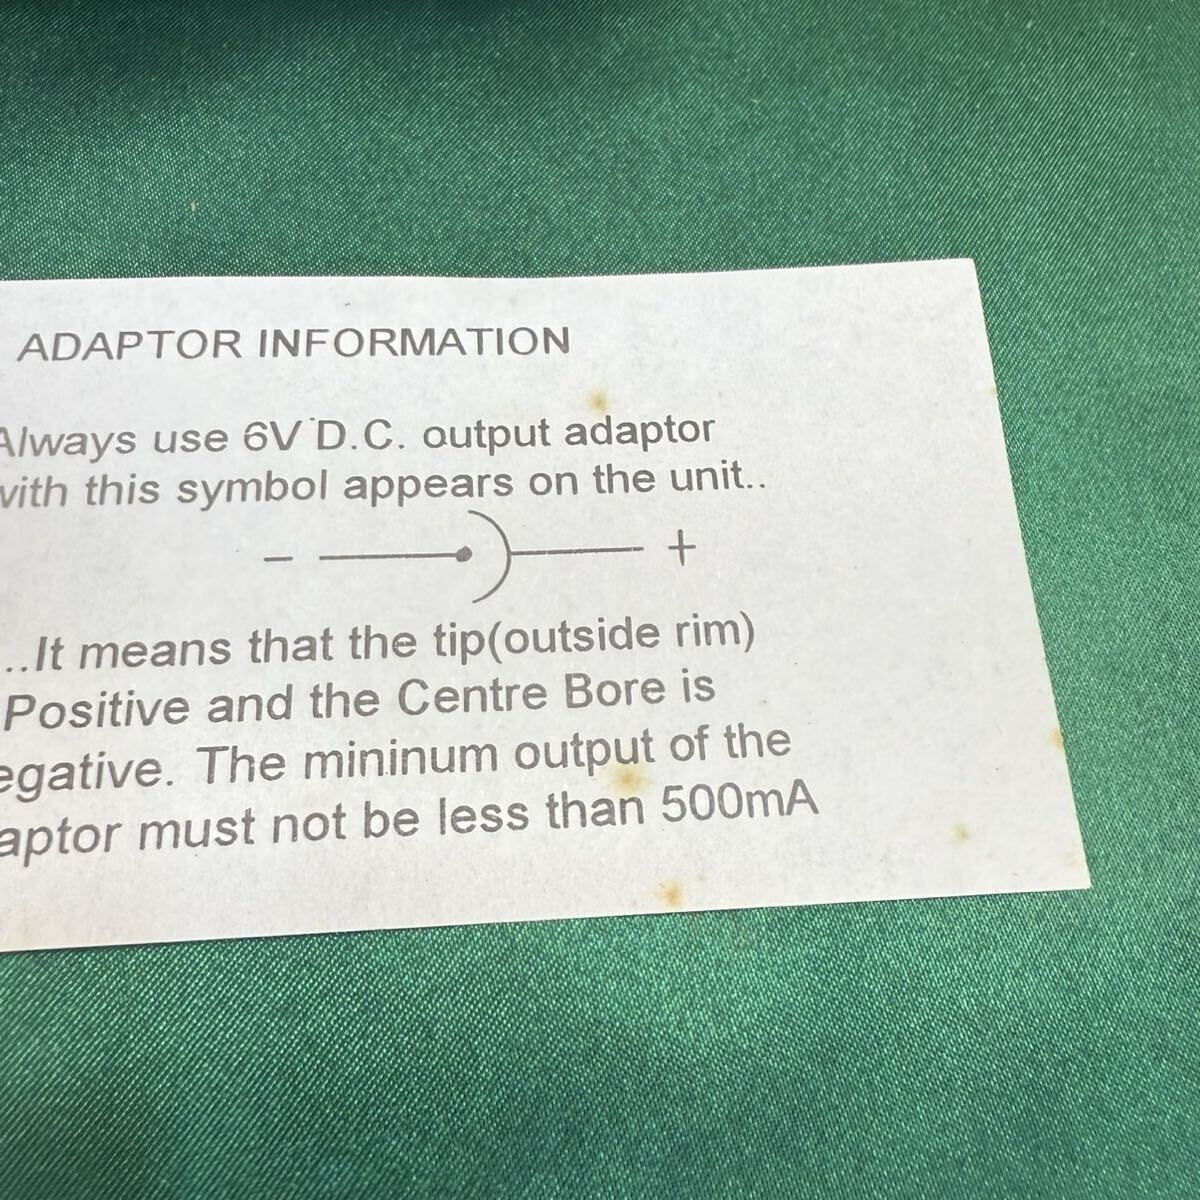 ADAPTOR INFORMATION
Always use 6V D.C. output adaptor
with this symbol appears on the unit..
- +
..It means that the tip(outside rim)
Positive and the Centre Bore is
egative. The mininum output of the
aptor must not be less than 500mA